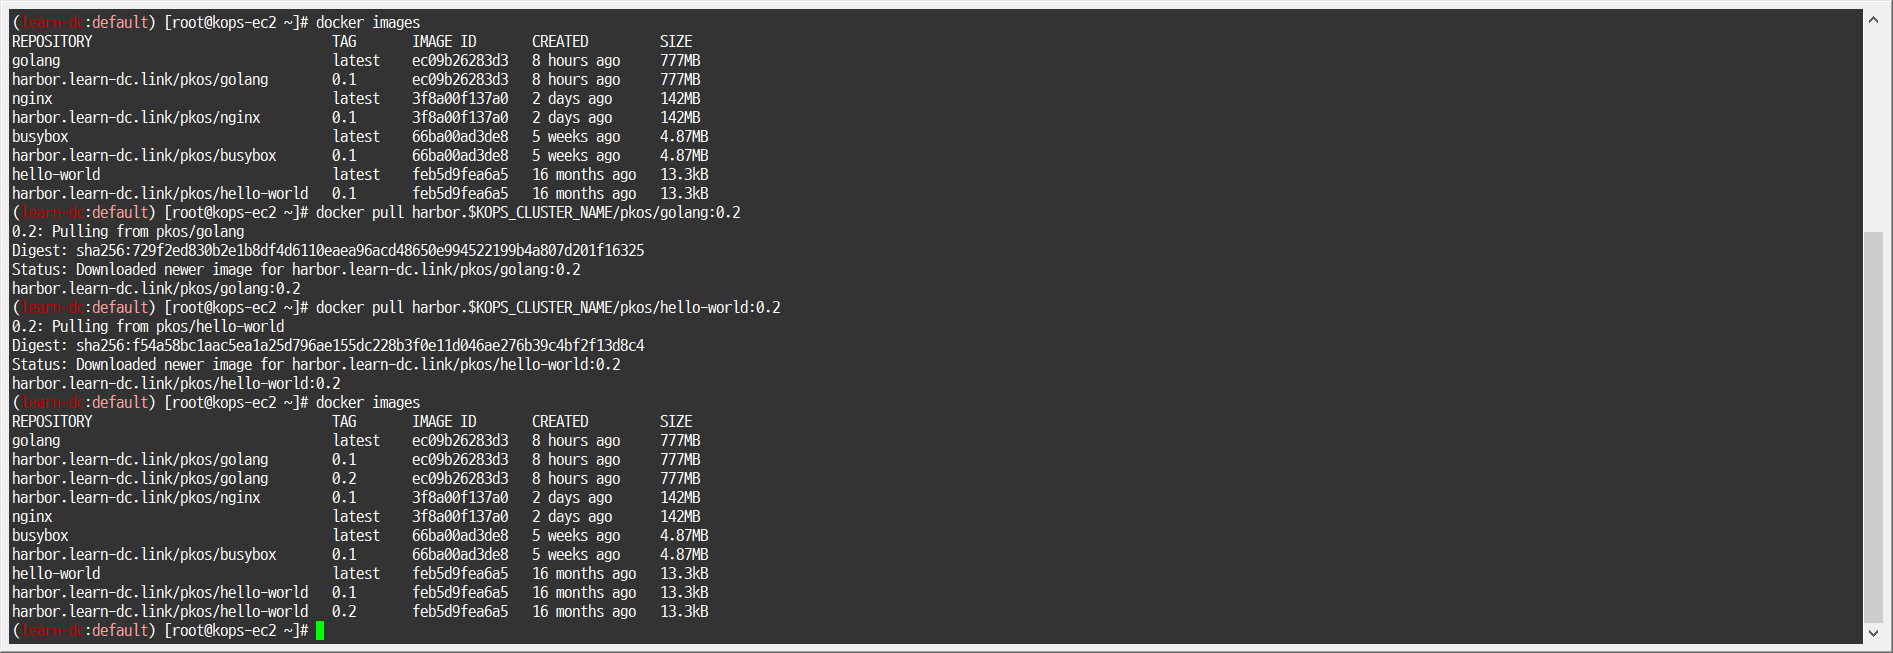 (learn-dc:default) [root@kops-ec2 ~]# docker images
REPOSITORY                              TAG       IMAGE ID       CREATED         SIZE
golang                                  latest    ec09b26283d3   8 hours ago     777MB
harbor.learn-dc.link/pkos/golang        0.1       ec09b26283d3   8 hours ago     777MB
nginx                                   latest    3f8a00f137a0   2 days ago      142MB
harbor.learn-dc.link/pkos/nginx         0.1       3f8a00f137a0   2 days ago      142MB
busybox                                 latest    66ba00ad3de8   5 weeks ago     4.87MB
harbor.learn-dc.link/pkos/busybox       0.1       66ba00ad3de8   5 weeks ago     4.87MB
hello-world                             latest    feb5d9fea6a5   16 months ago   13.3kB
harbor.learn-dc.link/pkos/hello-world   0.1       feb5d9fea6a5   16 months ago   13.3kB
(learn-dc:default) [root@kops-ec2 ~]# docker pull harbor.$KOPS_CLUSTER_NAME/pkos/golang:0.2
0.2: Pulling from pkos/golang
Digest: sha256:729f2ed830b2e1b8df4d6110eaea96acd48650e994522199b4a807d201f16325
Status: Downloaded newer image for harbor.learn-dc.link/pkos/golang:0.2
harbor.learn-dc.link/pkos/golang:0.2
(learn-dc:default) [root@kops-ec2 ~]# docker pull harbor.$KOPS_CLUSTER_NAME/pkos/hello-world:0.2
0.2: Pulling from pkos/hello-world
Digest: sha256:f54a58bc1aac5ea1a25d796ae155dc228b3f0e11d046ae276b39c4bf2f13d8c4
Status: Downloaded newer image for harbor.learn-dc.link/pkos/hello-world:0.2
harbor.learn-dc.link/pkos/hello-world:0.2
(learn-dc:default) [root@kops-ec2 ~]# docker images
REPOSITORY                              TAG       IMAGE ID       CREATED         SIZE
golang                                  latest    ec09b26283d3   8 hours ago     777MB
harbor.learn-dc.link/pkos/golang        0.1       ec09b26283d3   8 hours ago     777MB
harbor.learn-dc.link/pkos/golang        0.2       ec09b26283d3   8 hours ago     777MB
harbor.learn-dc.link/pkos/nginx         0.1       3f8a00f137a0   2 days ago      142MB
nginx                                   latest    3f8a00f137a0   2 days ago      142MB
busybox                                 latest    66ba00ad3de8   5 weeks ago     4.87MB
harbor.learn-dc.link/pkos/busybox       0.1       66ba00ad3de8   5 weeks ago     4.87MB
hello-world                             latest    feb5d9fea6a5   16 months ago   13.3kB
harbor.learn-dc.link/pkos/hello-world   0.1       feb5d9fea6a5   16 months ago   13.3kB
harbor.learn-dc.link/pkos/hello-world   0.2       feb5d9fea6a5   16 months ago   13.3kB
(learn-dc:default) [root@kops-ec2 ~]#